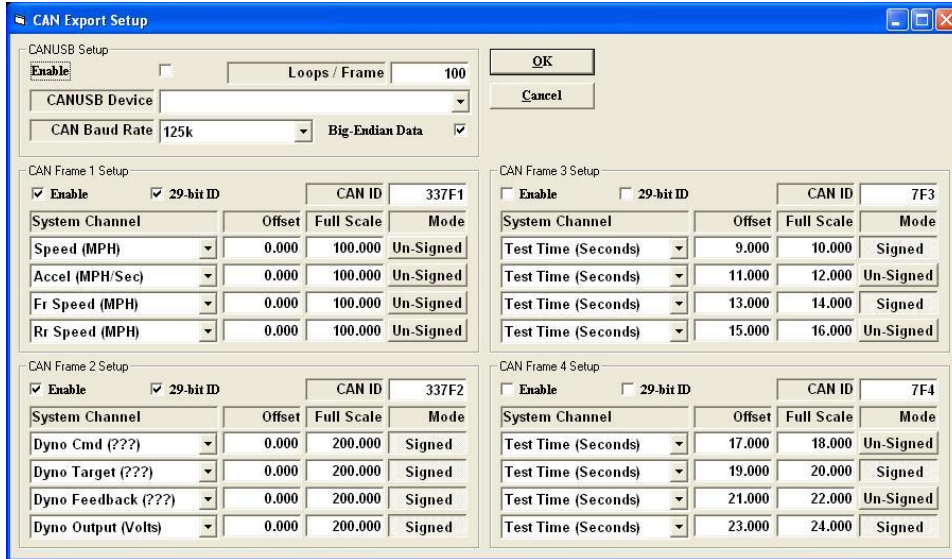 CAN Export Setup
CANUSB Setup
Enable Loops / Frame 100
CANUSB Device
CAN Baud Rate 125k Big-Endian Data
OK
Cancel
CAN Frame 1 Setup
Enable 29-bit ID CAN ID 337F1
System Channel Offset Full Scale Mode
Speed (MPH) 0.000 100.000 Un-Signed
Accel (MPH/Sec) 0.000 100.000 Un-Signed
Fr Speed (MPH) 0.000 100.000 Un-Signed
Rr Speed (MPH) 0.000 100.000 Un-Signed
CAN Frame 3 Setup
Enable 29-bit ID CAN ID 7F3
System Channel Offset Full Scale Mode
Test Time (Seconds) 9.000 10.000 Signed
Test Time (Seconds) 11.000 12.000 Un-Signed
Test Time (Seconds) 13.000 14.000 Signed
Test Time (Seconds) 15.000 16.000 Un-Signed
CAN Frame 2 Setup
Enable 29-bit ID CAN ID 337F2
System Channel Offset Full Scale Mode
Dyno Cmd (???) 0.000 200.000 Signed
Dyno Target (???) 0.000 200.000 Signed
Dyno Feedback (???) 0.000 200.000 Signed
Dyno Output (Volts) 0.000 200.000 Signed
CAN Frame 4 Setup
Enable 29-bit ID CAN ID 7F4
System Channel Offset Full Scale Mode
Test Time (Seconds) 17.000 18.000 Un-Signed
Test Time (Seconds) 19.000 20.000 Signed
Test Time (Seconds) 21.000 22.000 Un-Signed
Test Time (Seconds) 23.000 24.000 Signed